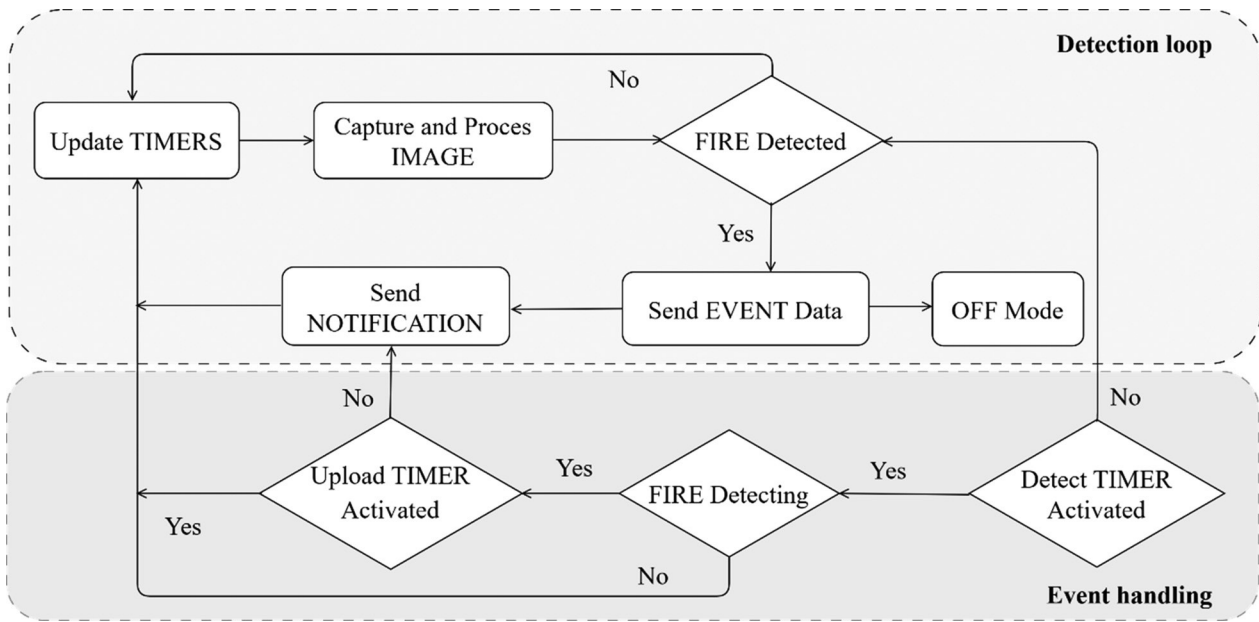 Detection loop
No
Update TIMERS
Capture and Proces
IMAGE
FIRE Detected
Yes
Send
NOTIFICATION
Send EVENT Data
OFF Mode
No
No
Upload TIMER
Activated
Yes
FIRE Detecting
Yes
Detect TIMER
Activated
Yes
No
Event handling